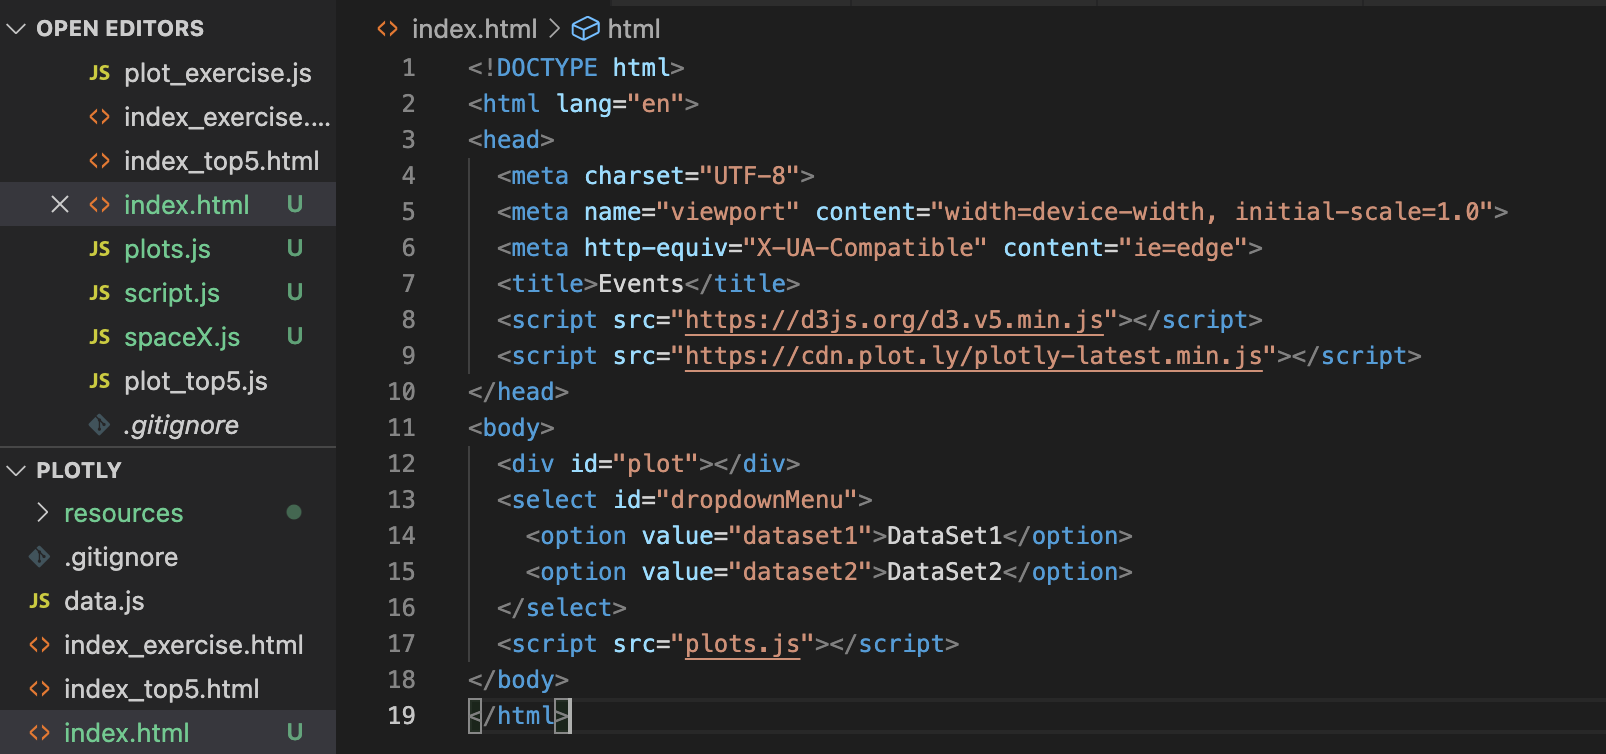 OPEN EDITORS
JS plot_exercise.js
<> index_exercise....
<> index_top5.html
<> index.html U
JS plots.js U
JS script.js U
JS spaceX.js U
JS plot_top5.js
.gitignore
PLOTLY
resources
.gitignore
JS data.js
<> index_exercise.html
<> index_top5.html
<> index.html U
<> index.html > html
1 <!DOCTYPE html>
2 <html lang="en">
3 <head>
4 <meta charset="UTF-8">
5 <meta name="viewport" content="width=device-width, initial-scale=1.0">
6 <meta http-equiv="X-UA-Compatible" content="ie=edge">
7 <title>Events</title>
8 <script src="https://d3js.org/d3.v5.min.js"></script>
9 <script src="https://cdn.plot.ly/plotly-latest.min.js"></script>
10 </head>
11 <body>
12 <div id="plot"></div>
13 <select id="dropdownMenu">
14 <option value="dataset1">DataSet1</option>
15 <option value="dataset2">DataSet2</option>
16 </select>
17 <script src="plots.js"></script>
18 </body>
19 </html>